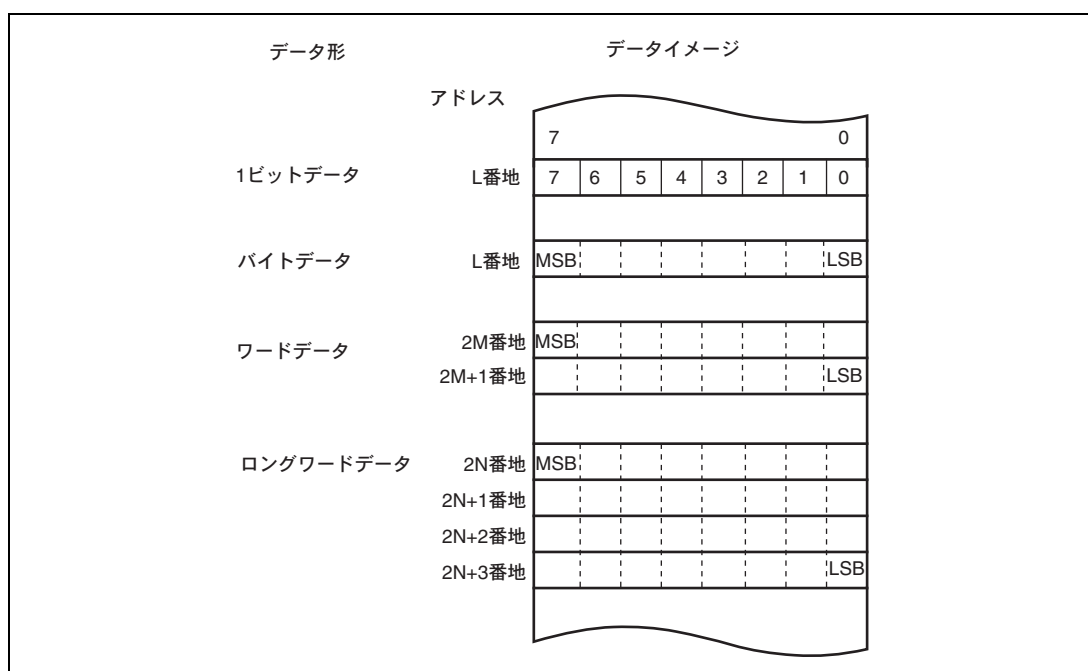 データ形 データイメージ
アドレス
7 0
1ビットデータ L番地 7 6 5 4 3 2 1 0
バイトデータ L番地 MSB LSB
ワードデータ 2M番地 MSB
2M+1番地 LSB
ロングワードデータ 2N番地 MSB
2N+1番地
2N+2番地
2N+3番地 LSB